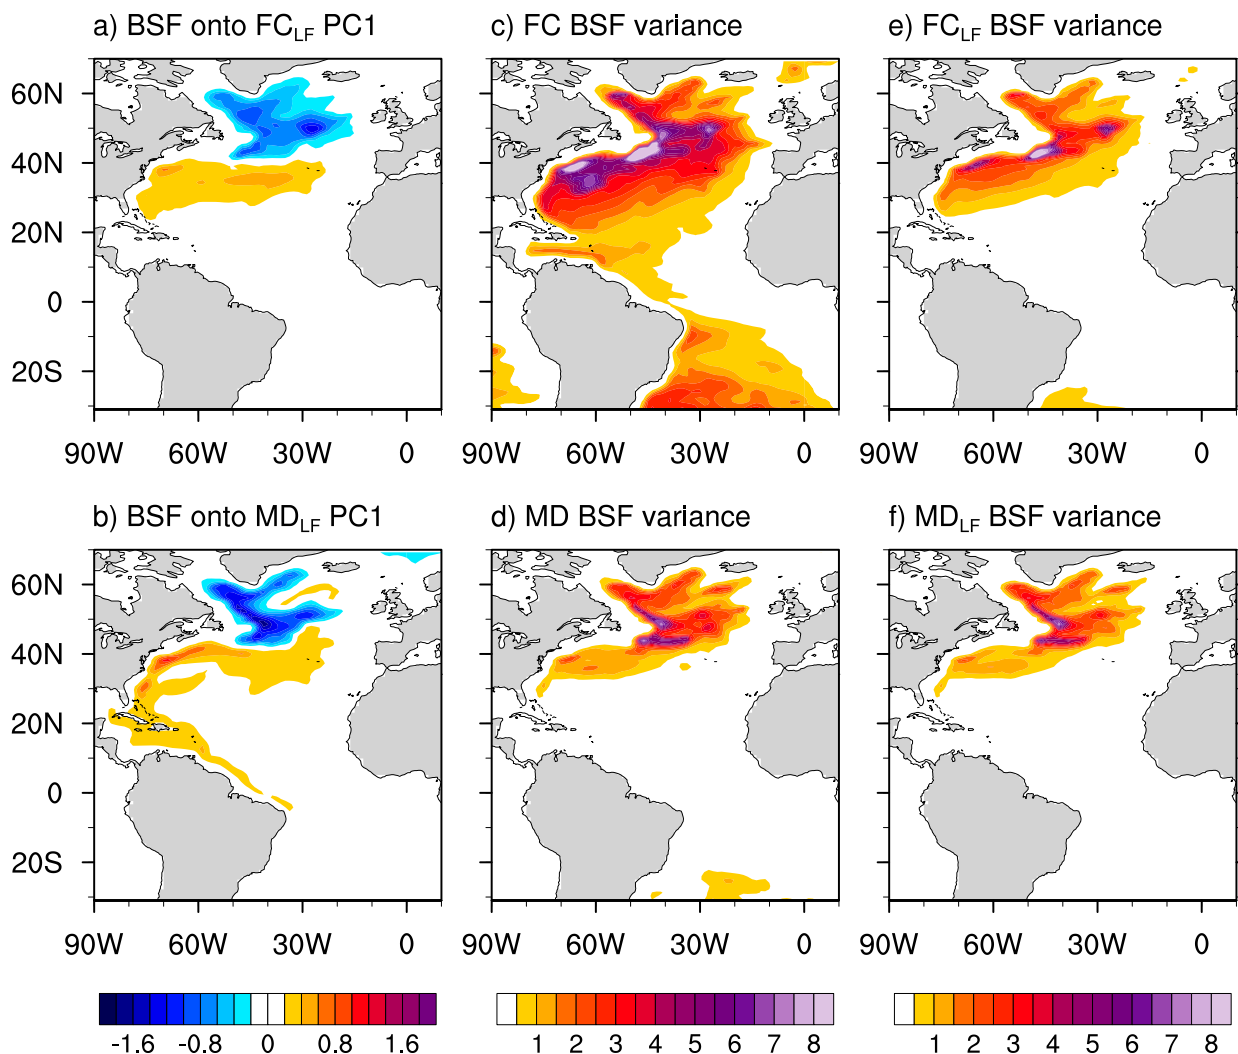 a) BSF onto FC_LF PC1
c) FC BSF variance
e) FC_LF BSF variance
60N
40N
20N
0
20S
90W 60W 30W 0
90W 60W 30W 0
90W 60W 30W 0
b) BSF onto MD_LF PC1
d) MD BSF variance
f) MD_LF BSF variance
60N
40N
20N
0
20S
90W 60W 30W 0
90W 60W 30W 0
90W 60W 30W 0
-1.6 -0.8 0 0.8 1.6
1 2 3 4 5 6 7 8
1 2 3 4 5 6 7 8